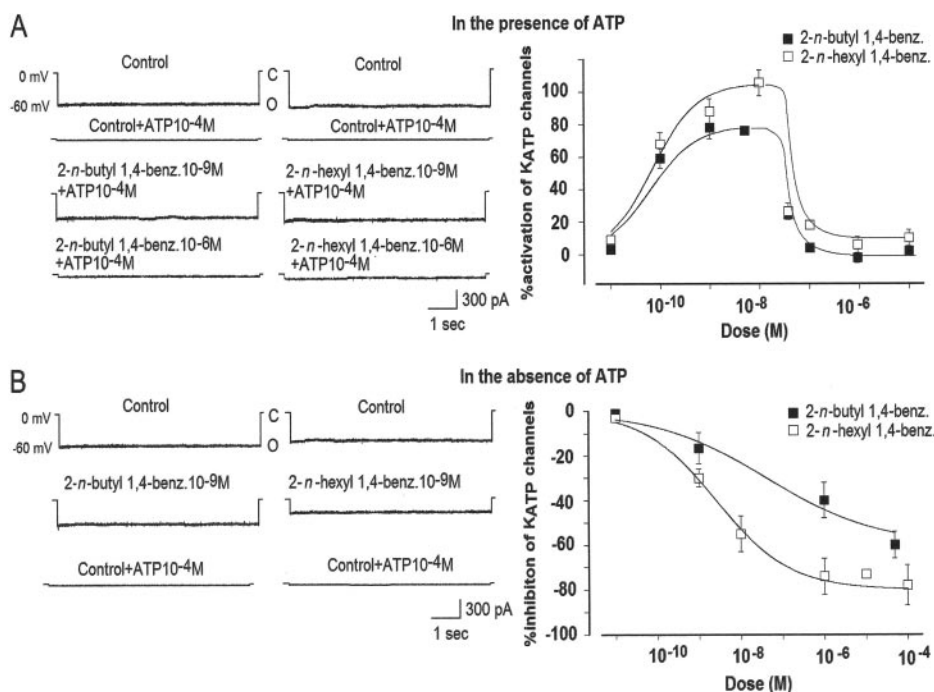 A
In the presence of ATP
0 mV
-60 mV
Control
C
O
Control
Control+ATP10-4M
Control+ATP10-4M
2-n-butyl 1,4-benz.10-9M
+ATP10-4M
2-n-hexyl 1,4-benz.10-9M
+ATP10-4M
2-n-butyl 1,4-benz.10-6M
+ATP10-4M
2-n-hexyl 1,4-benz.10-6M
+ATP10-4M
300 pA
1 sec
%activation of KATP channels
100
80
60
40
20
0
2-n-butyl 1,4-benz.
2-n-hexyl 1,4-benz.
10-10
10-8
10-6
Dose (M)
B
In the absence of ATP
0 mV
-60 mV
Control
C
O
Control
2-n-butyl 1,4-benz.10-9M
2-n-hexyl 1,4-benz.10-9M
Control+ATP10-4M
Control+ATP10-4M
300 pA
1 sec
%inhibiton of KATP channels
0
-20
-40
-60
-80
-100
2-n-butyl 1,4-benz.
2-n-hexyl 1,4-benz.
10-10
10-8
10-6
10-4
Dose (M)